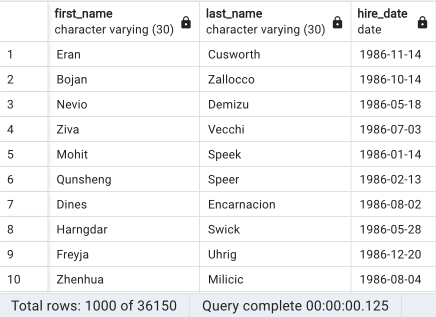 first_name last_name hire_date
character varying (30) character varying (30) date
1 Eran Cusworth 1986-11-14
2 Bojan Zallocco 1986-10-14
3 Nevio Demizu 1986-05-18
4 Ziva Vecchi 1986-07-03
5 Mohit Speek 1986-01-14
6 Qunsheng Speer 1986-02-13
7 Dines Encarnacion 1986-08-02
8 Harngdar Swick 1986-05-28
9 Freyja Uhrig 1986-12-20
10 Zhenhua Milicic 1986-08-04
Total rows: 1000 of 36150 Query complete 00:00:00.125